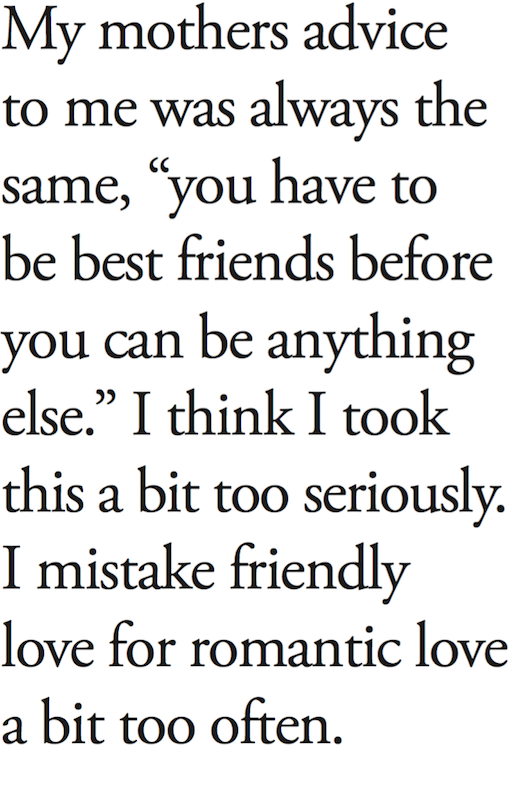 My mothers advice
to me was always the
same, “you have to
be best friends before
you can be anything
else.” I think I took
this a bit too seriously.
I mistake friendly
love for romantic love
a bit too often.